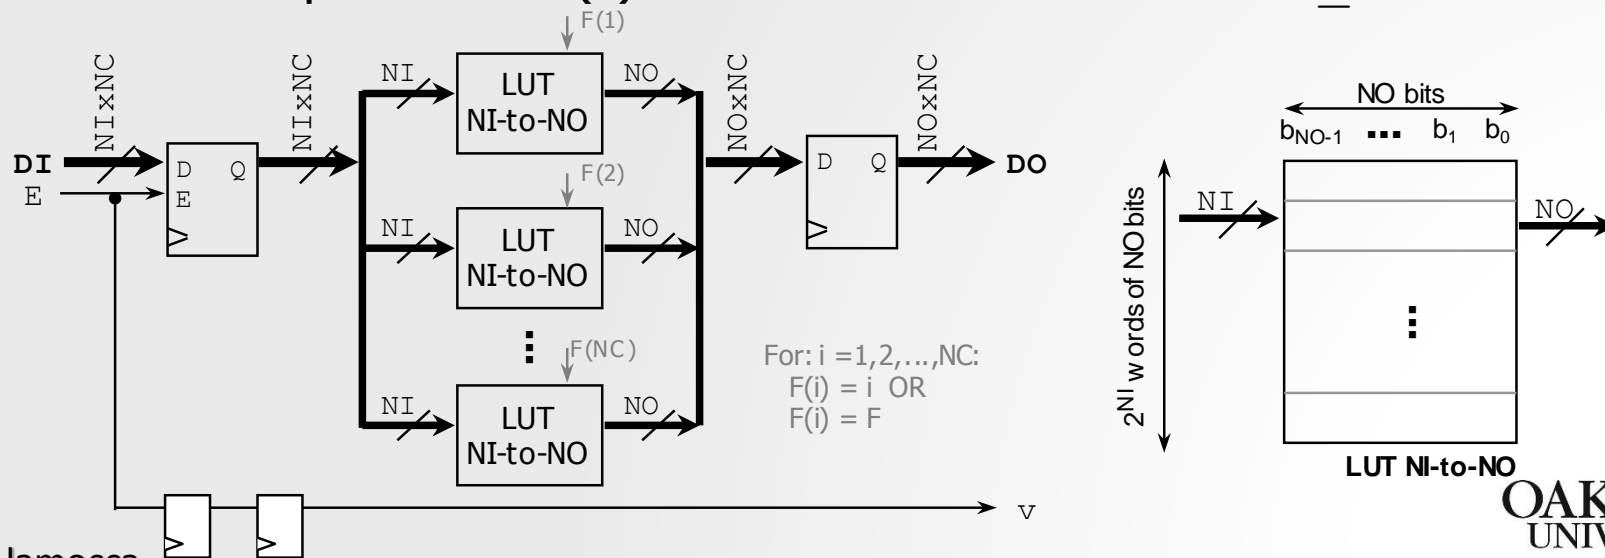 F(1)
NIxNC
NIxNC
NI
LUT
NI-to-NO
NO
NOxNC
NOxNC
DI
E
D
Q
E
D
Q
DO
F(2)
NI
LUT
NI-to-NO
NO
F(NC)
NI
LUT
NI-to-NO
NO
For: i =1,2,...,NC:
F(i) = i OR
F(i) = F
v
NO bits
bNO-1 ... b1 b0
NI
NO
2NI words of NO bits
LUT NI-to-NO